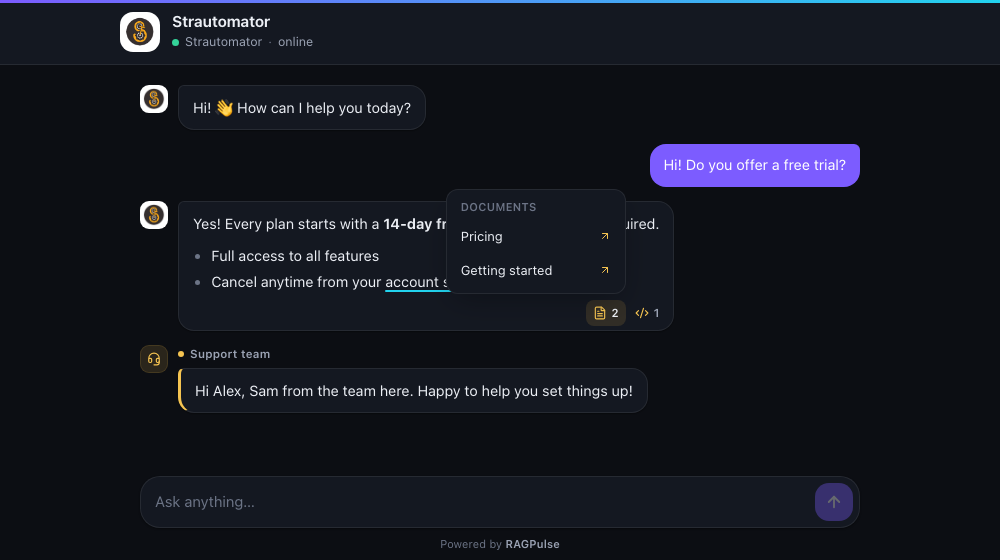 Strautomator
Strautomator · online
Hi! 👋 How can I help you today?
Hi! Do you offer a free trial?
Yes! Every plan starts with a 14-day
DOCUMENTS
Pricing
Getting started
Full access to all features
Cancel anytime from your account
2
</> 1
Support team
Hi Alex, Sam from the team here. Happy to help you set things up!
Ask anything...
Powered by RAGPulse